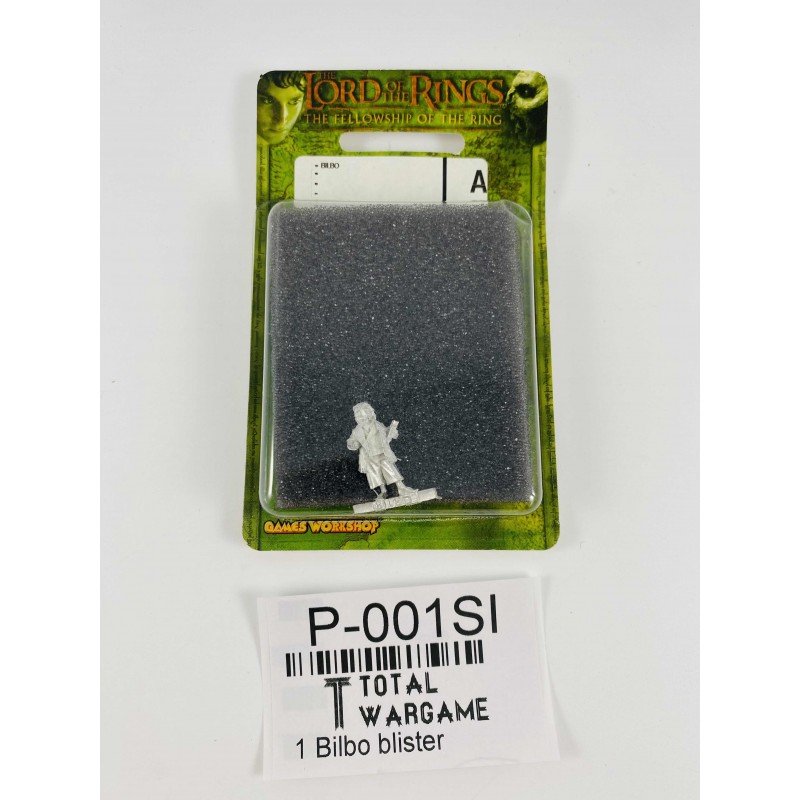 THE
LORD OF THE RINGS
THE FELLOWSHIP OF THE RING
BILBO
A
GAMES WORKSHOP
P-001SI
TOTAL
WARGAME
1 Bilbo blister